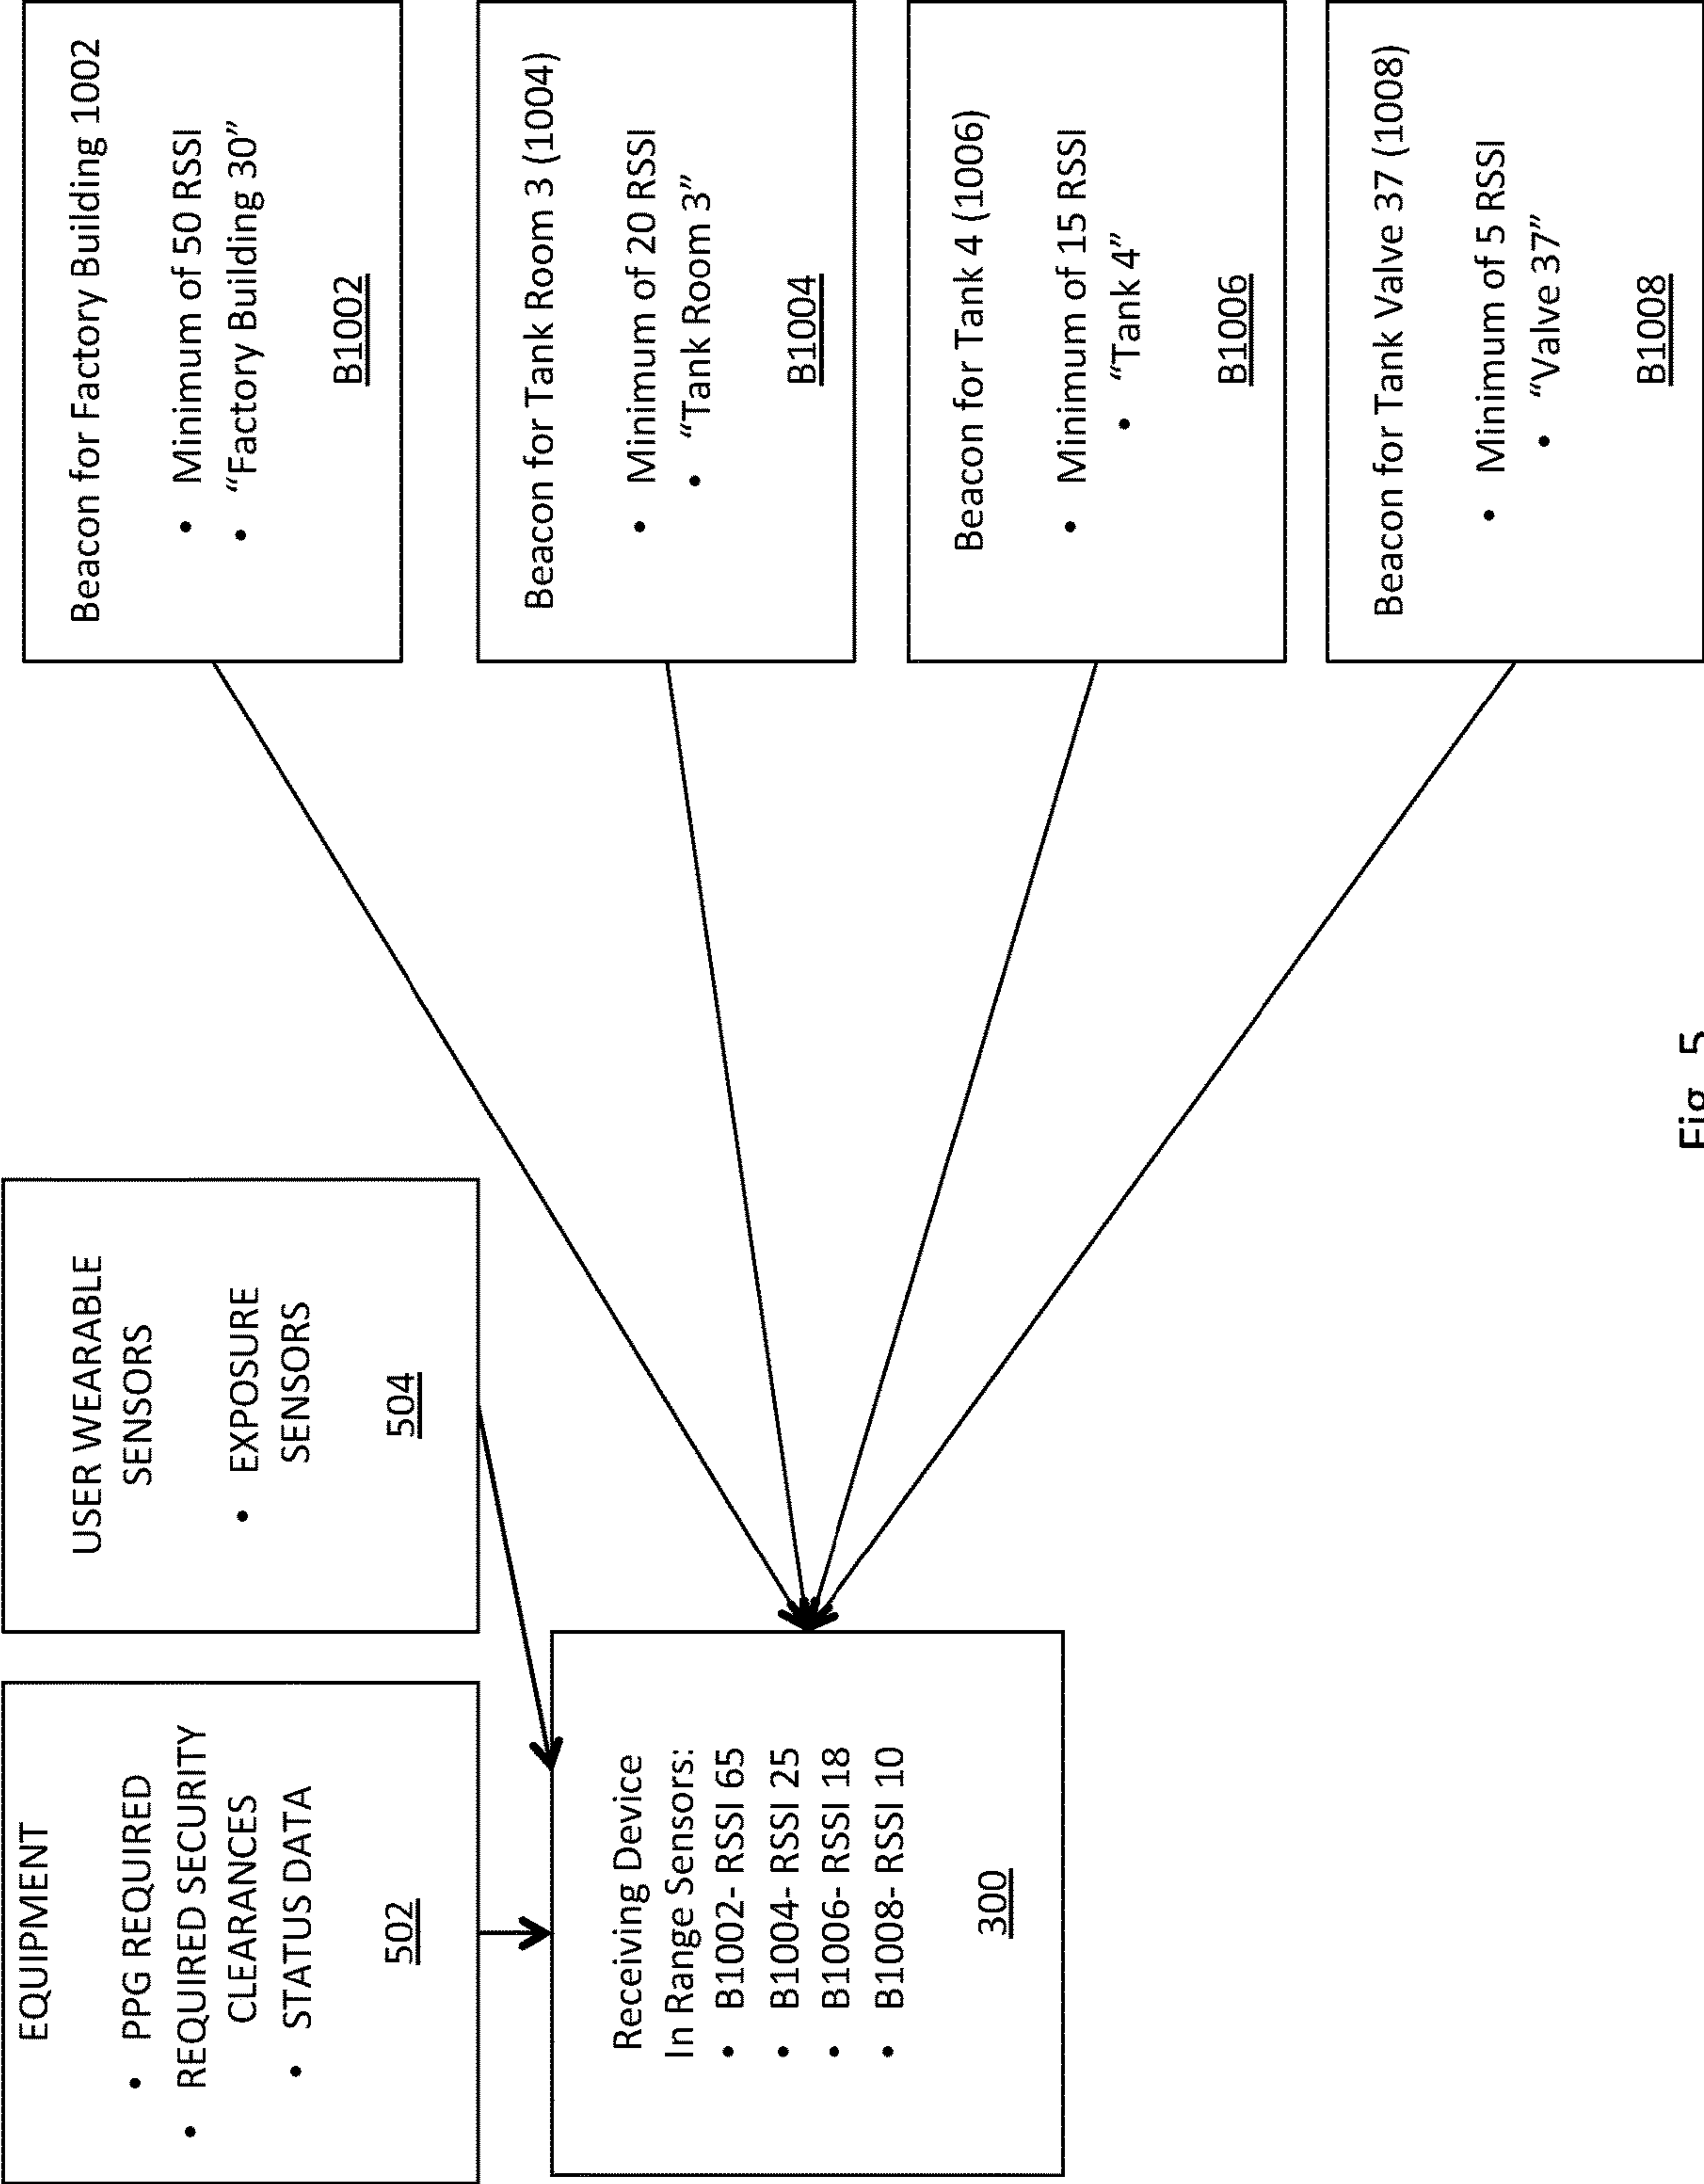 EQUIPMENT
• PPG REQUIRED
• REQUIRED SECURITY
CLEARANCES
• STATUS DATA
502
USER WEARABLE
SENSORS
• EXPOSURE
SENSORS
504
Receiving Device
In Range Sensors:
• B1002- RSSI 65
• B1004- RSSI 25
• B1006- RSSI 18
• B1008- RSSI 10
300
Beacon for Factory Building 1002
• Minimum of 50 RSSI
• “Factory Building 30”
B1002
Beacon for Tank Room 3 (1004)
• Minimum of 20 RSSI
• “Tank Room 3”
B1004
Beacon for Tank 4 (1006)
• Minimum of 15 RSSI
• “Tank 4”
B1006
Beacon for Tank Valve 37 (1008)
• Minimum of 5 RSSI
• “Valve 37”
B1008
Fig. 5